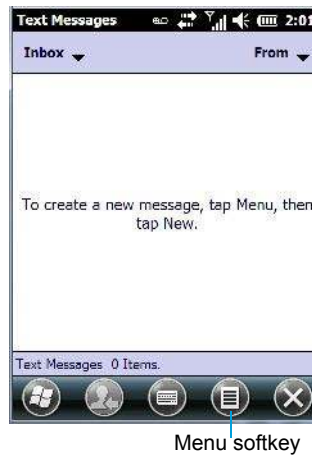 Text Messages 2:01
Inbox From
To create a new message, tap Menu, then
tap New.
Text Messages 0 Items.
Menu softkey